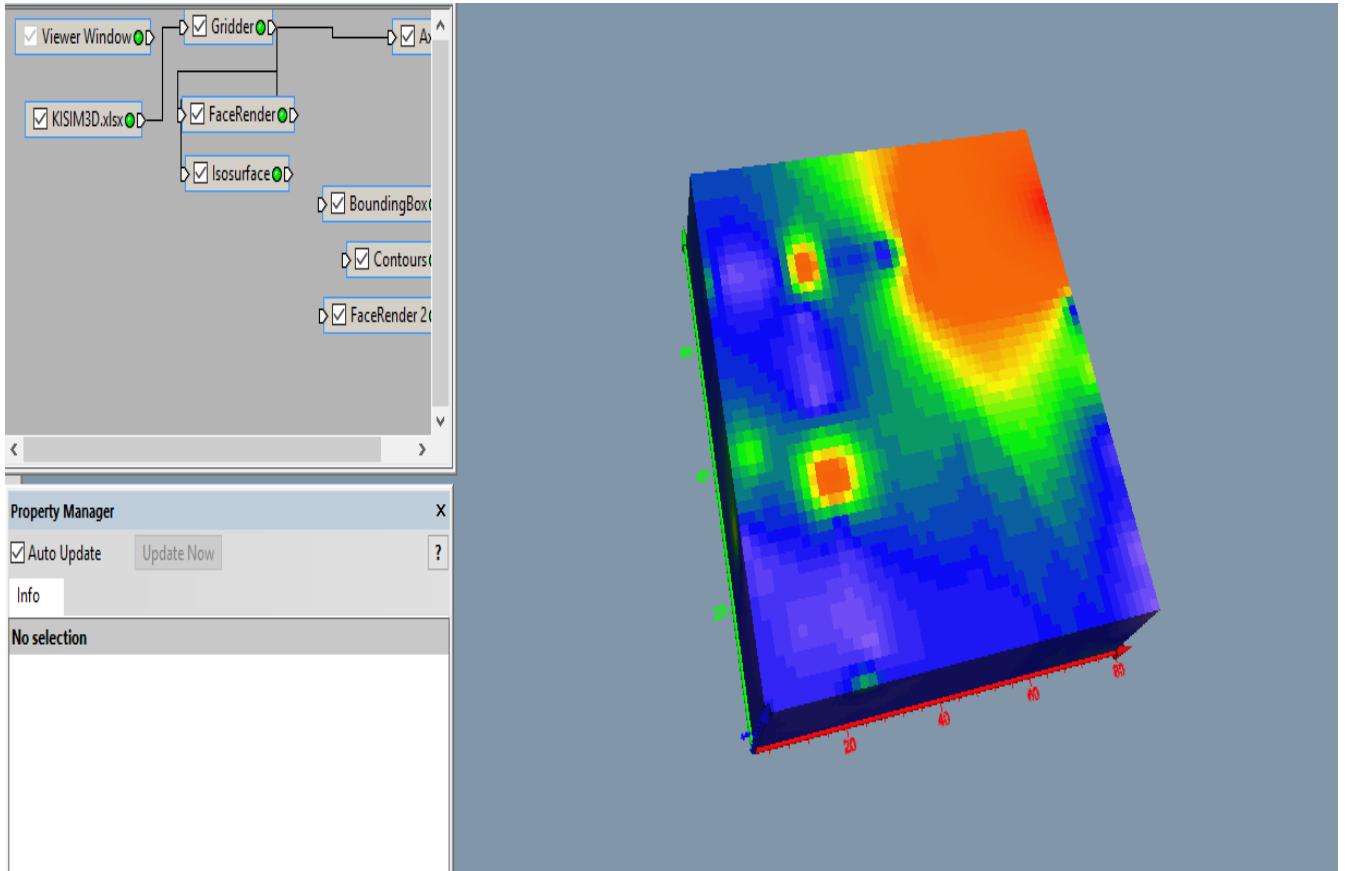 Viewer Window
Gridder
KISIM3D.xlsx
FaceRender
Isosurface
BoundingBox
Contours
FaceRender 2
Property Manager
X
Auto Update
Update Now
?
Info
No selection
20
40
60
80